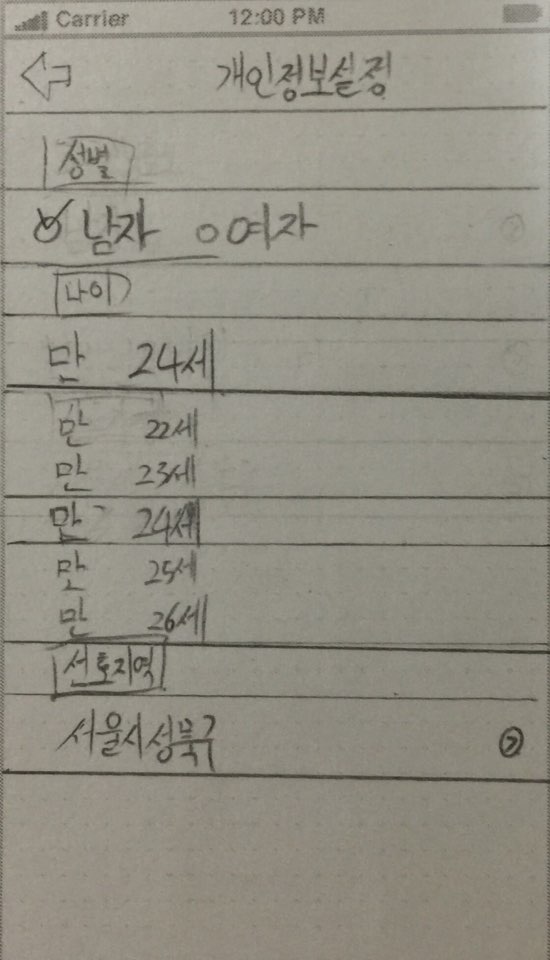 Carrier 12:00 PM
개인정보설정
성별
남자 여자
나이
만 24세
만 22세
만 23세
만 24세
만 25세
만 26세
선호지역
서울시 성북구